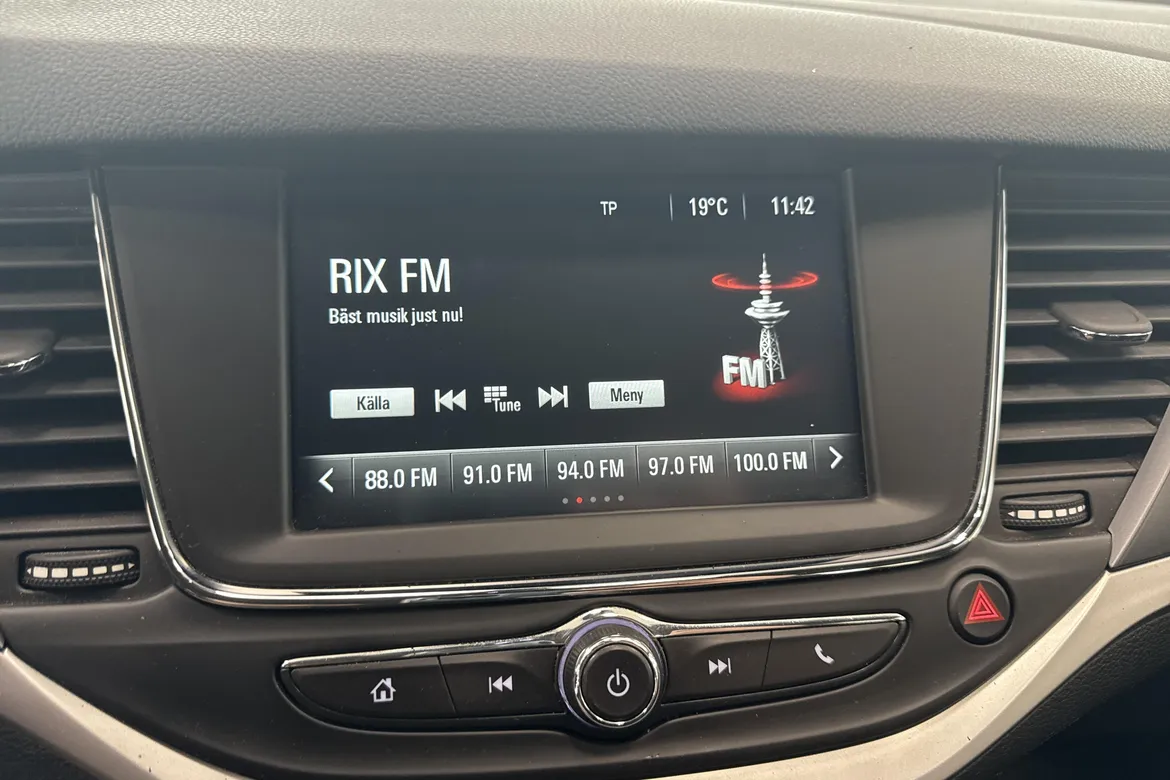 TP 19°C 11:42
RIX FM
Bäst musik just nu!
FM
Källa Tune Meny
88.0 FM 91.0 FM 94.0 FM 97.0 FM 100.0 FM